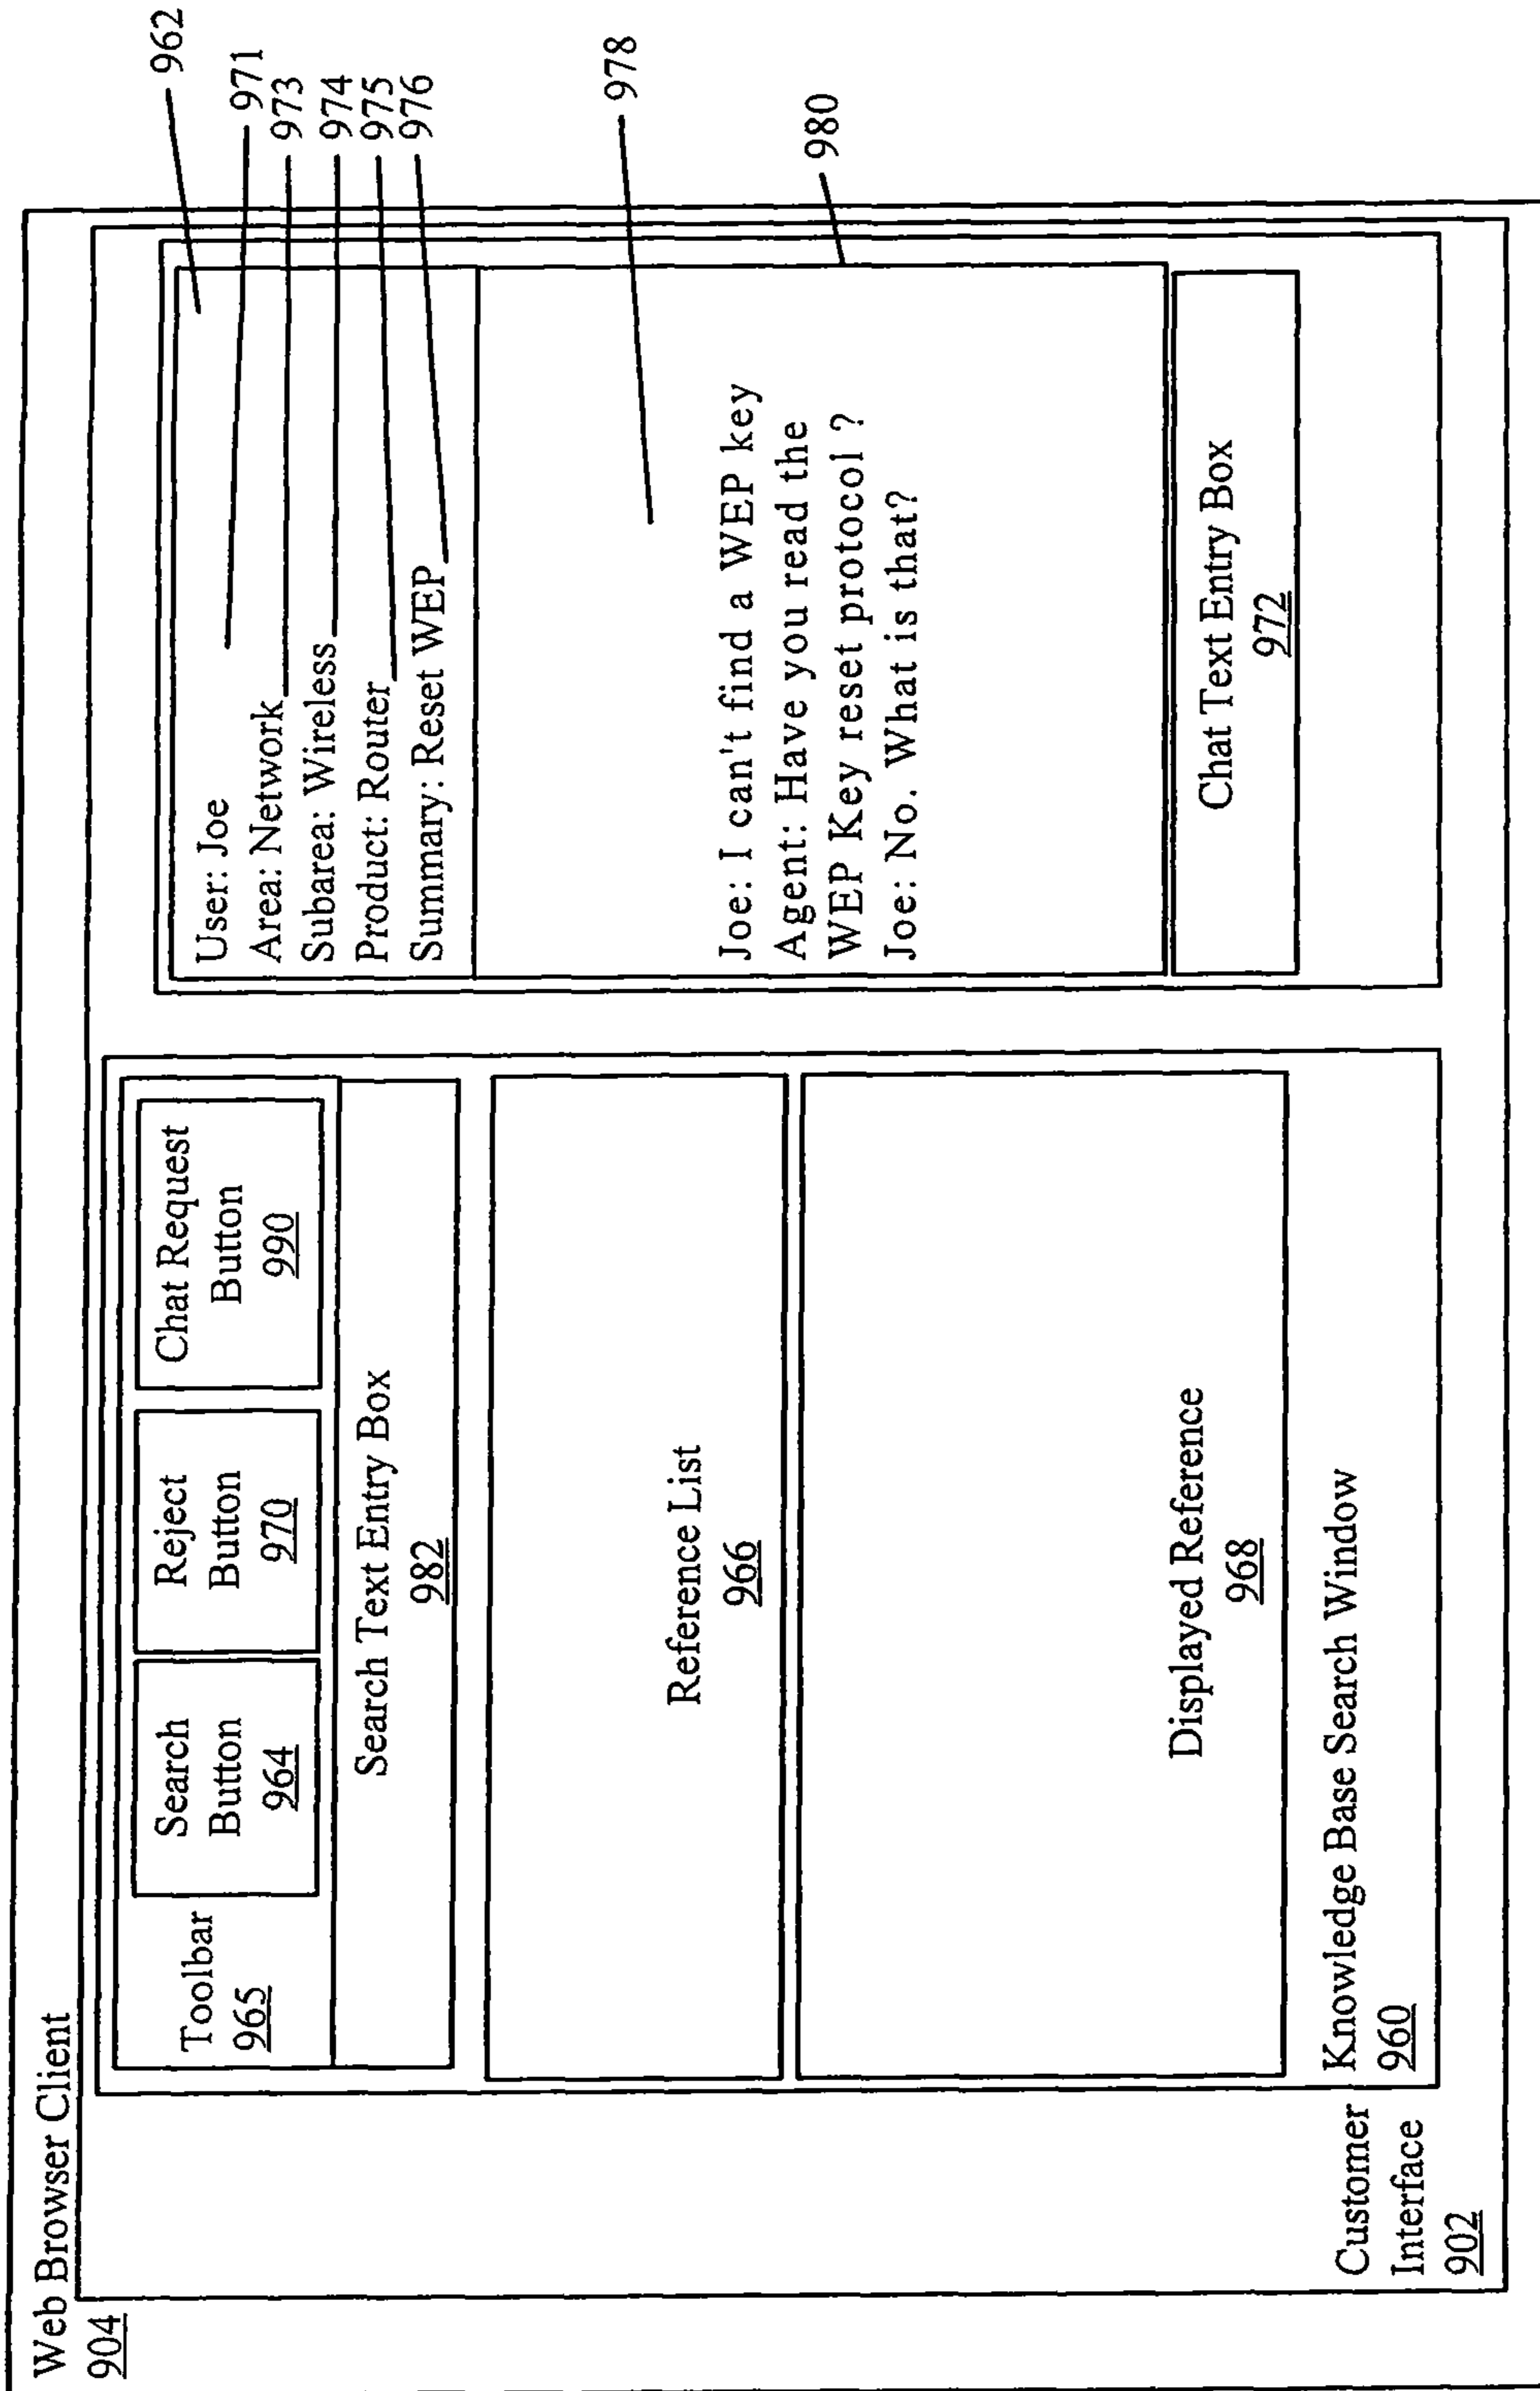 Web Browser Client
904
Toolbar
965
Search
Button
964
Reject
Button
970
Chat Request
Button
990
Search Text Entry Box
982
Reference List
966
Displayed Reference
968
Knowledge Base Search Window
960
Customer
Interface
902
User: Joe
Area: Network
Subarea: Wireless
Product: Router
Summary: Reset WEP
Joe: I can't find a WEP key
Agent: Have you read the
WEP Key reset protocol ?
Joe: No. What is that?
Chat Text Entry Box
972
962
971
973
974
975
976
978
980